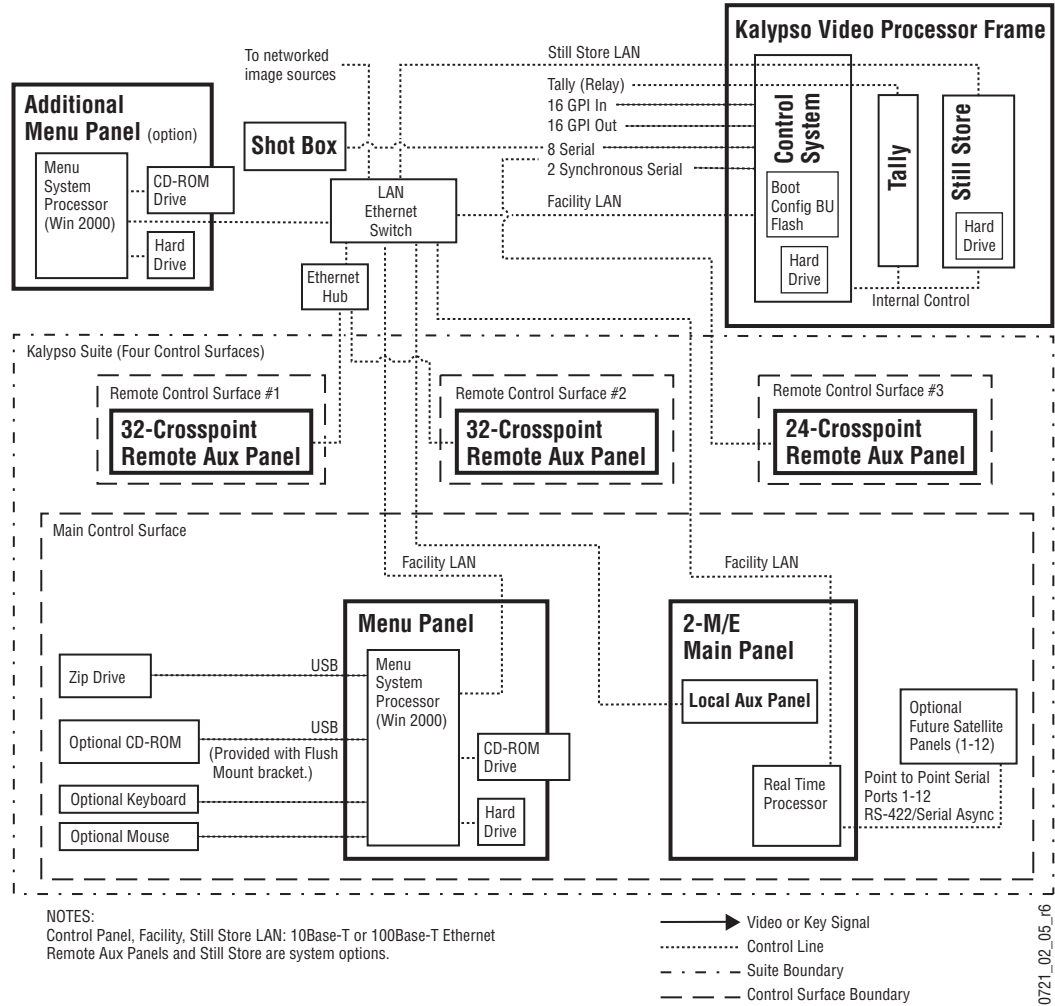 Kalypso Video Processor Frame
To networked
image sources
Still Store LAN
Tally (Relay)
16 GPI In
16 GPI Out
8 Serial
2 Synchronous Serial
Facility LAN
Control
System
Boot
Config BU
Flash
Hard
Drive
Tally
Still Store
Hard
Drive
Internal Control
Additional
Menu Panel (option)
Menu
System
Processor
(Win 2000)
CD-ROM
Drive
Hard
Drive
Shot Box
LAN
Ethernet
Switch
Ethernet
Hub
Kalypso Suite (Four Control Surfaces)
Remote Control Surface #1
32-Crosspoint
Remote Aux Panel
Remote Control Surface #2
32-Crosspoint
Remote Aux Panel
Remote Control Surface #3
24-Crosspoint
Remote Aux Panel
Main Control Surface
Facility LAN
Facility LAN
Menu Panel
Menu
System
Processor
(Win 2000)
CD-ROM
Drive
Hard
Drive
Zip Drive
USB
Optional CD-ROM
USB
(Provided with Flush
Mount bracket.)
Optional Keyboard
Optional Mouse
2-M/E
Main Panel
Local Aux Panel
Real Time
Processor
Optional
Future Satellite
Panels (1-12)
Point to Point Serial
Ports 1-12
RS-422/Serial Async
NOTES:
Control Panel, Facility, Still Store LAN: 10Base-T or 100Base-T Ethernet
Remote Aux Panels and Still Store are system options.
Video or Key Signal
Control Line
Suite Boundary
Control Surface Boundary
0721_02_05_r6